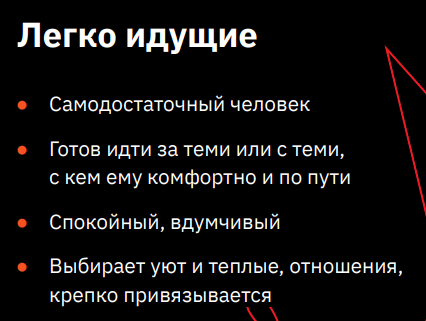 Легко идущие
Самодостаточный человек
Готов идти за теми или с теми,
с кем ему комфортно и по пути
Спокойный, вдумчивый
Выбирает уют и теплые, отношения,
крепко привязывается